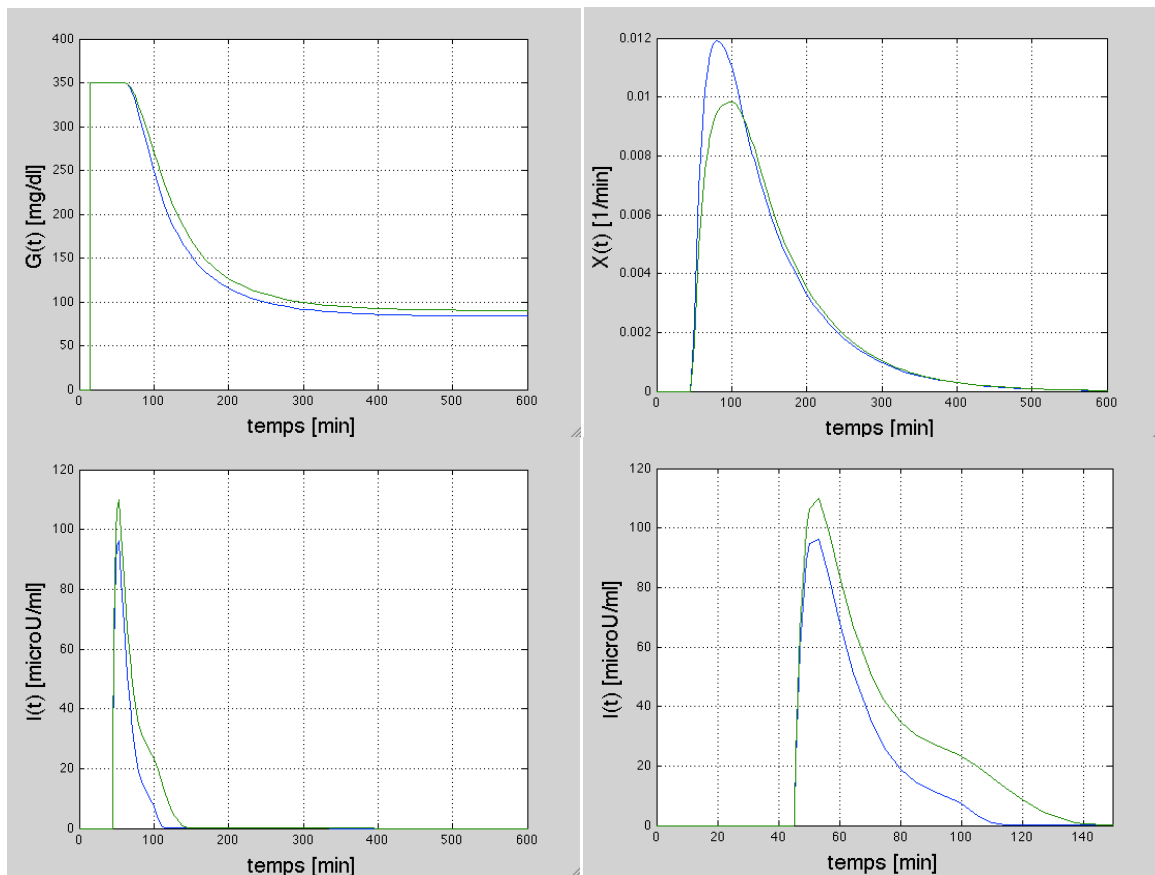 400
350
300
250
200
150
100
50
0
G(t) [mg/dl]
0 100 200 300 400 500 600
temps [min]
0.012
0.01
0.008
0.006
0.004
0.002
0
X(t) [1/min]
0 100 200 300 400 500 600
temps [min]
120
100
80
60
40
20
0
I(t) [microU/ml]
0 100 200 300 400 500 600
temps [min]
120
100
80
60
40
20
0
I(t) [microU/ml]
0 20 40 60 80 100 120 140
temps [min]